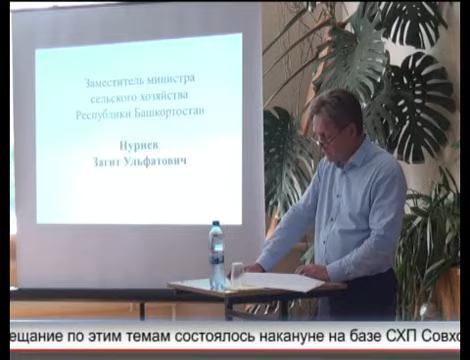 Заместитель министра
сельского хозяйства
Республики Башкортостан
Нуриев
Загит Ульфатович
ещание по этим темам состоялось накануне на базе СХП Совхо